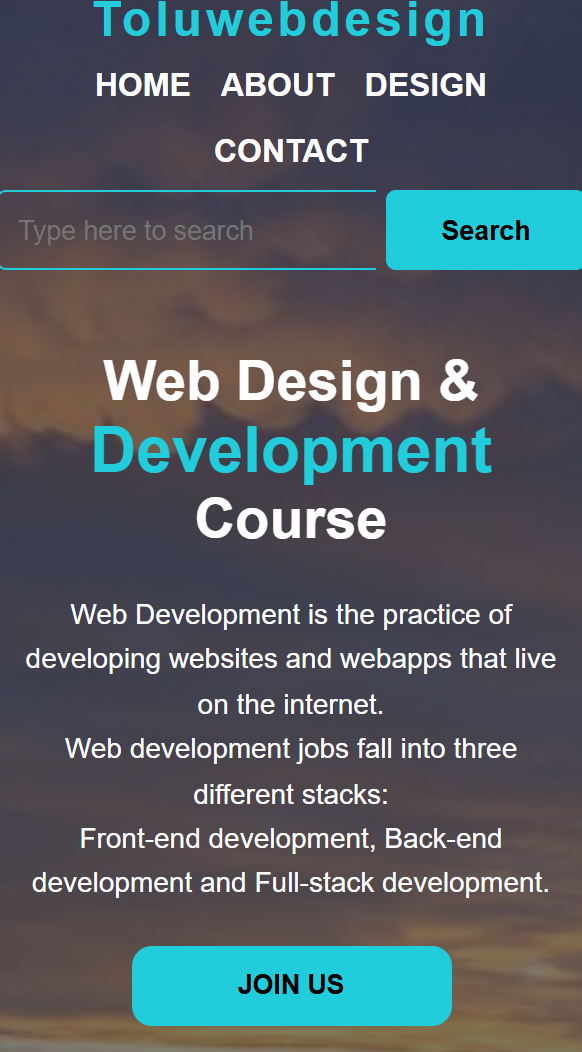 Toluwebdesign
HOME ABOUT DESIGN
CONTACT
Type here to search Search
Web Design &
Development
Course
Web Development is the practice of
developing websites and webapps that live
on the internet.
Web development jobs fall into three
different stacks:
Front-end development, Back-end
development and Full-stack development.
JOIN US